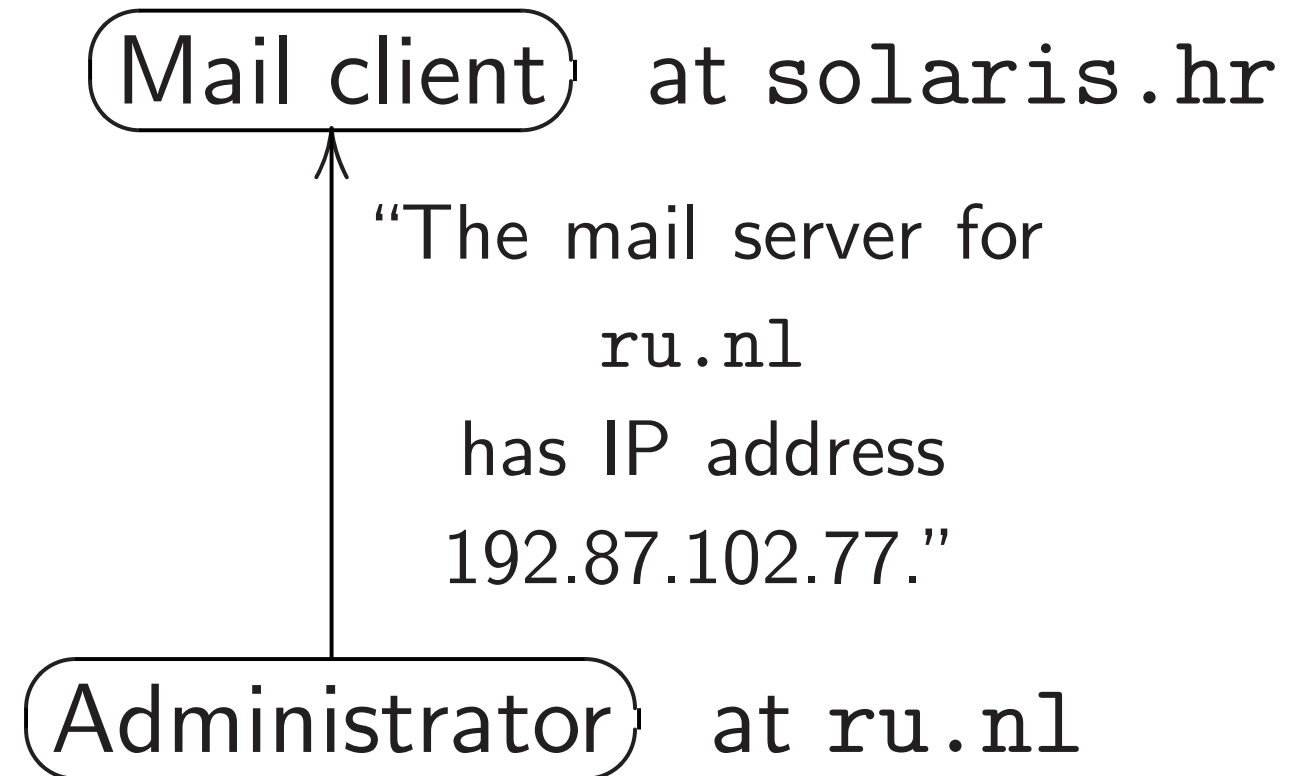 Mail client at solaris.hr
“The mail server for
ru.nl
has IP address
192.87.102.77.”
Administrator at ru.nl